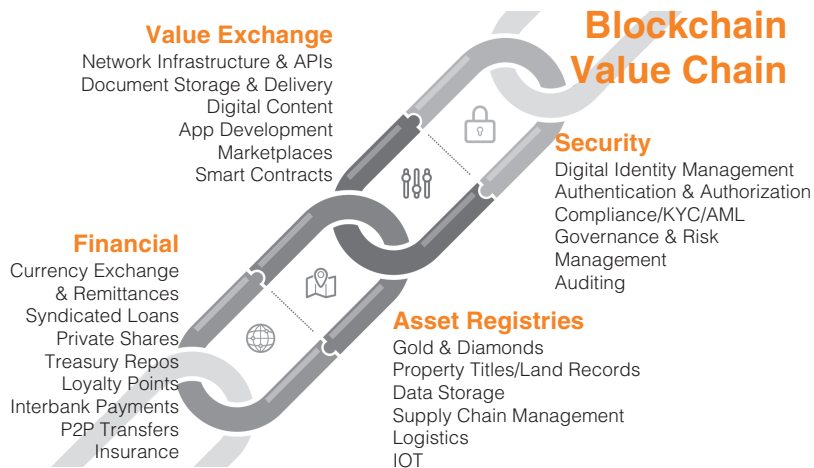 Blockchain
Value Chain
Value Exchange
Network Infrastructure & APIs
Document Storage & Delivery
Digital Content
App Development
Marketplaces
Smart Contracts
Security
Digital Identity Management
Authentication & Authorization
Compliance/KYC/AML
Governance & Risk
Management
Auditing
Financial
Currency Exchange
& Remittances
Syndicated Loans
Private Shares
Treasury Repos
Loyalty Points
Interbank Payments
P2P Transfers
Insurance
Asset Registries
Gold & Diamonds
Property Titles/Land Records
Data Storage
Supply Chain Management
Logistics
IOT